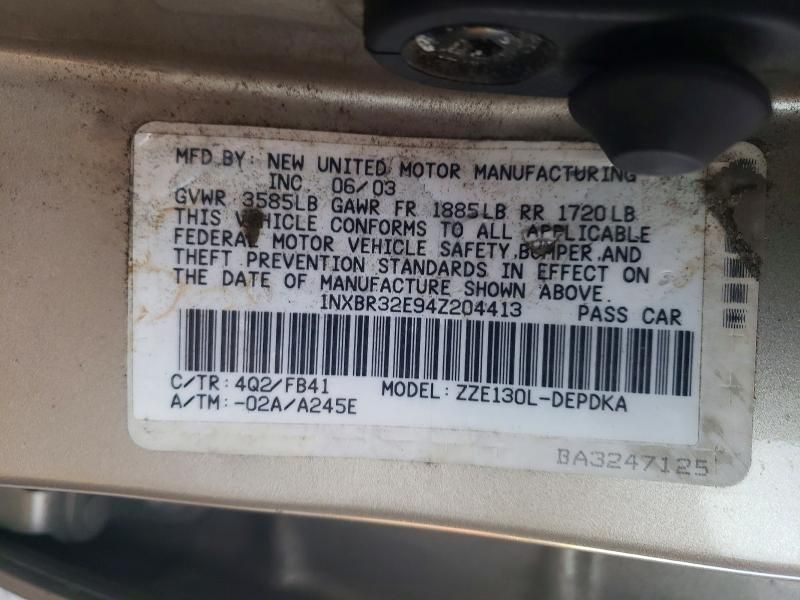 MFD.BY: NEW UNITED MOTOR MANUFACTURING
INC 06/03
GVWR 3585LB GAWR FR 1885LB RR 1720LB
THIS VEHICLE CONFORMS TO ALL APPLICABLE
FEDERAL MOTOR VEHICLE SAFETY,BUMPER,AND
THEFT PREVENTION STANDARDS IN EFFECT ON
THE DATE OF MANUFACTURE SHOWN ABOVE.
1NXBR32E94Z204413 PASS CAR
C/TR: 4Q2/FB41 MODEL: ZZE130L-DEPDKA
A/TM: -02A/A245E
BA3247125